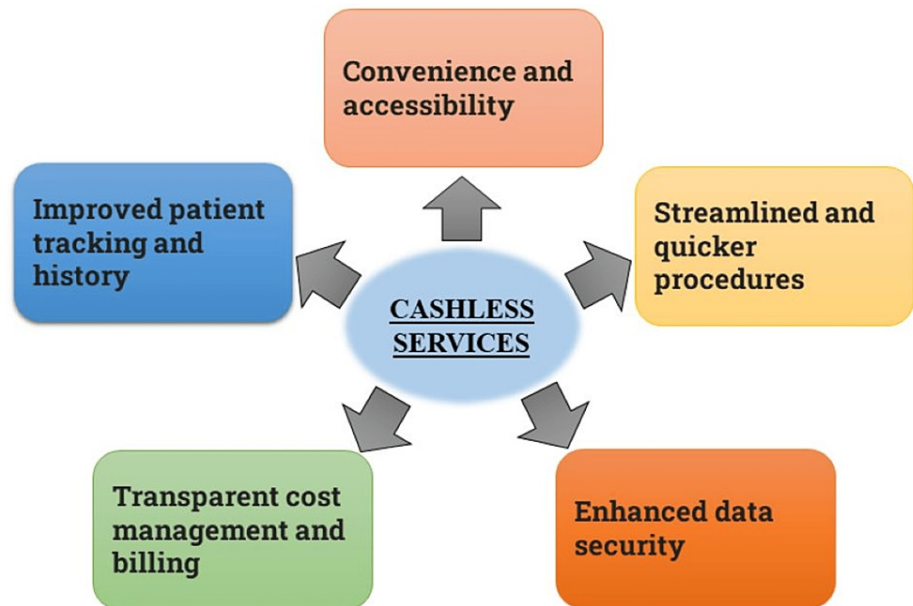 Convenience and
accessibility
Improved patient
tracking and
history
Streamlined and
quicker
procedures
CASHLESS
SERVICES
Transparent cost
management and
billing
Enhanced data
security